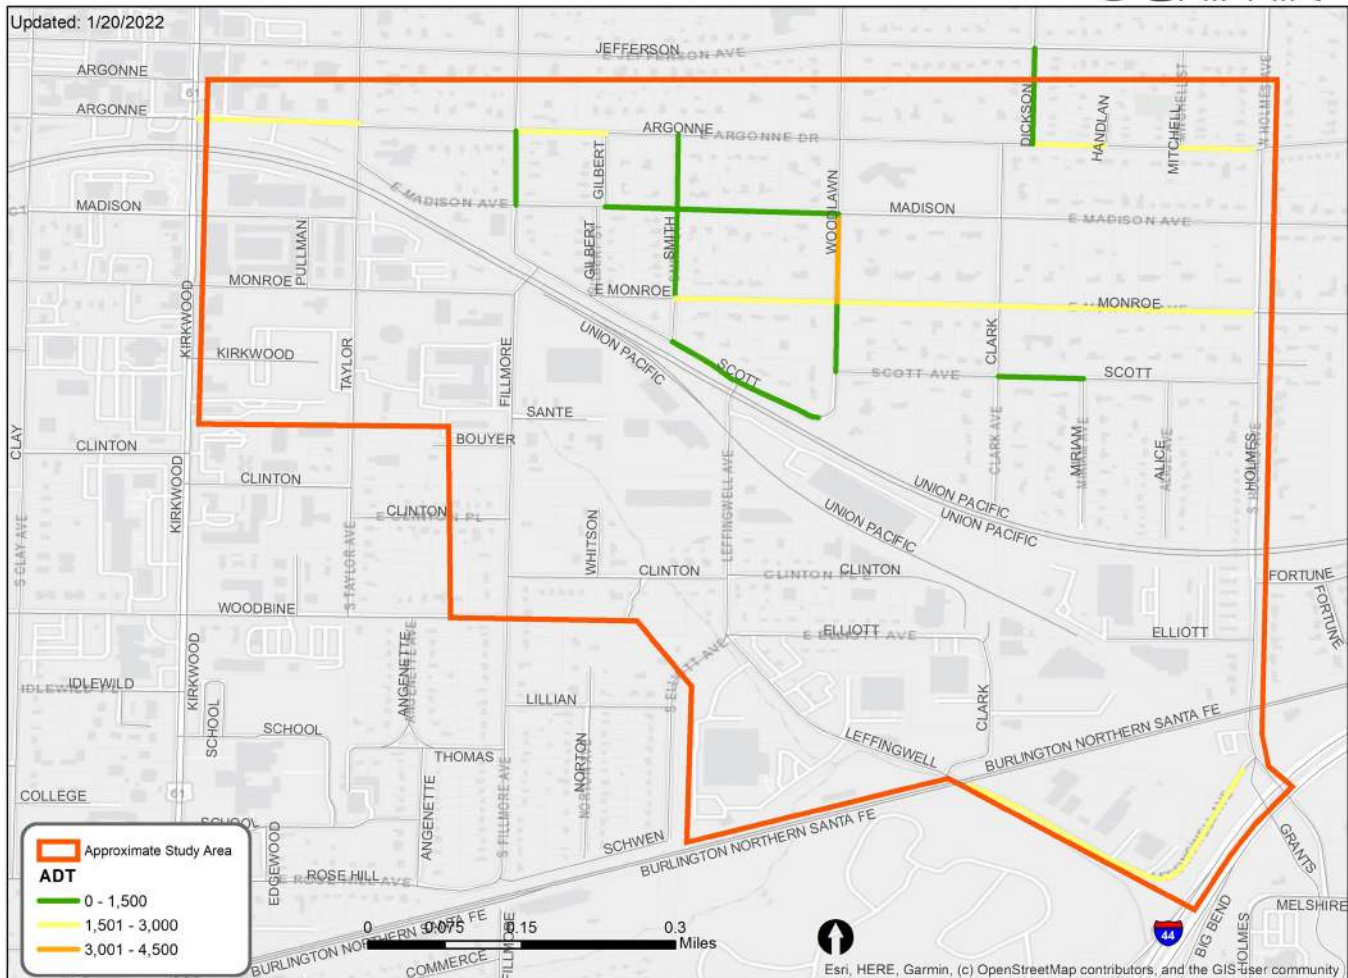 Updated: 1/20/2022
JEFFERSON
E JEFFERSON AVE
ARGONNE
61
ARGONNE
ARGONNE
E ARGONNE DR
DICKSON
HANDLAN
MITCHELL
MITCHELL ST
N HOLMES AVE
GILBERT
E MADISON AVE
MADISON
WOODLAWN
MADISON
E MADISON AVE
PULLMAN
GILBERT
SMITH
MONROE
E MONROE
MONROE
KIRKWOOD
KIRKWOOD
TAYLOR
FILLMORE
UNION PACIFIC
SCOTT
SCOTT AVE
CLARK
SCOTT
SANTE
BOUYER
CLAY
CLINTON
CLINTON
CLINTON
E CLINTON PL
KIRKWOOD
CLARK AVE
MIRIAM
ALICE
ALICE AVE
HOLMES
LEFFINGWELL AVE
UNION PACIFIC
UNION PACIFIC
UNION PACIFIC
S CLAY AVE
S TAYLOR AVE
WHITSON
CLINTON
CLINTON PL E
CLINTON
FORTUNE
FORTUNE
WOODBINE
ELLIOTT
E ELLIOTT AVE
ELLIOTT
ANGENETTE
ANGENETTE AVE
S ELLIOTT AVE
IDLEWILD
KIRKWOOD
SCHOOL
SCHOOL
LILLIAN
CLARK
LEFFINGWELL
BURLINGTON NORTHERN SANTA FE
THOMAS
NORTON
61
COLLEGE
ANGENETTE
S FILLMORE AVE
SCHOOL
SCHWEN
BURLINGTON NORTHERN SANTA FE
GRANTS
EDGEWOOD
ROSE HILL
E ROSE HILL AVE
MELSHIRE
BIG BEND
HOLMES
44
BURLINGTON NORTHERN SANTA FE
COMMERCE
FILLMORE
Approximate Study Area
ADT
0 - 1,500
1,501 - 3,000
3,001 - 4,500
0 0.075 0.15 0.3
Miles
Esri, HERE, Garmin, (c) OpenStreetMap contributors, and the GIS user community